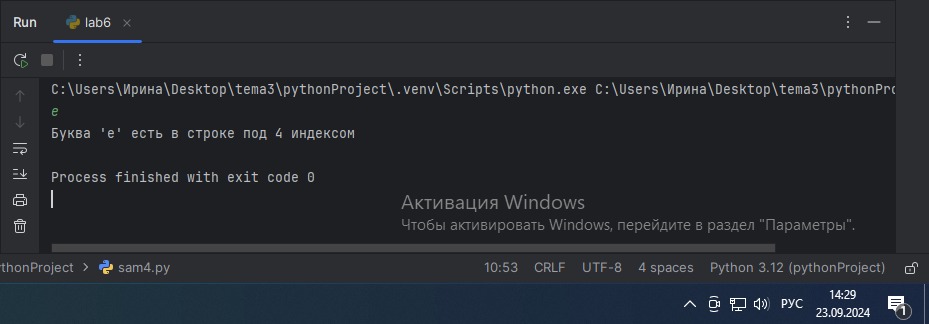 Run lab6
C:\Users\Ирина\Desktop\tema3\pythonProject\.venv\Scripts\python.exe C:\Users\Ирина\Desktop\tema3\pythonPro
е
Буква 'е' есть в строке под 4 индексом
Process finished with exit code 0
Активация Windows
Чтобы активировать Windows, перейдите в раздел "Параметры".
thonProject > sam4.py 10:53 CRLF UTF-8 4 spaces Python 3.12 (pythonProject)
РУС 14:29
23.09.2024 1